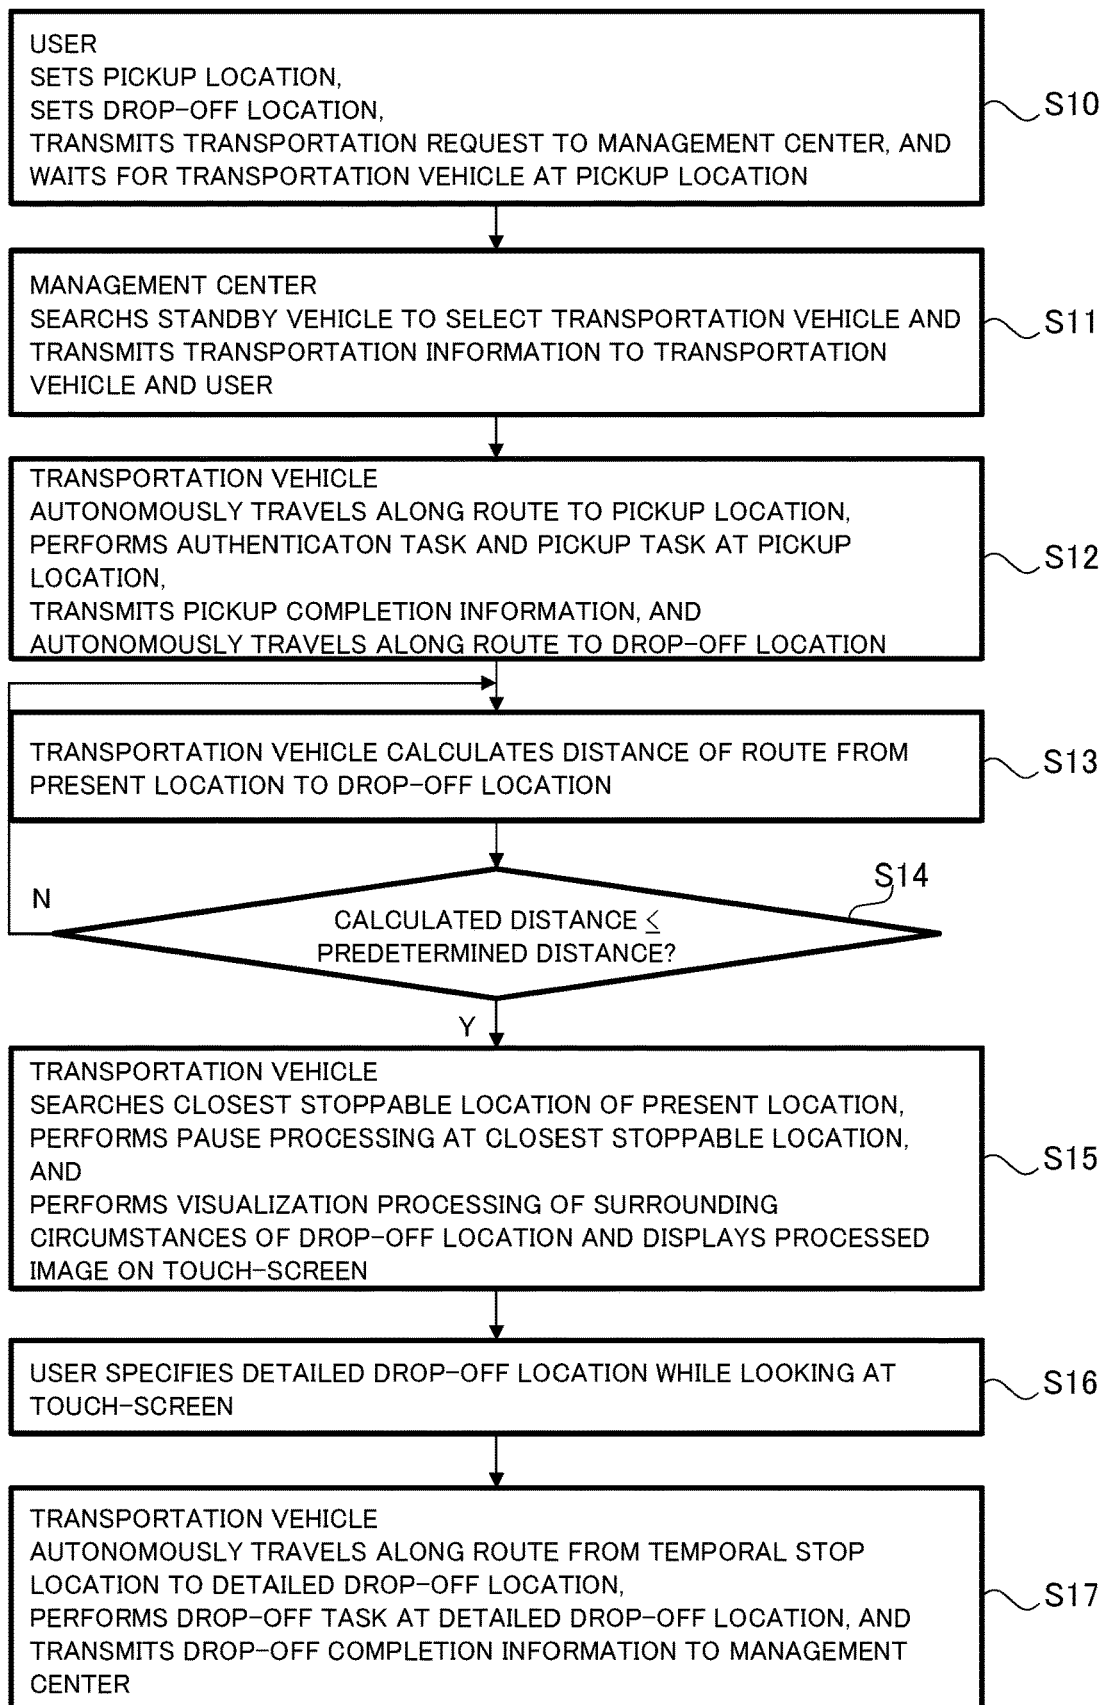 USER
SETS PICKUP LOCATION,
SETS DROP-OFF LOCATION,
TRANSMITS TRANSPORTATION REQUEST TO MANAGEMENT CENTER, AND
WAITS FOR TRANSPORTATION VEHICLE AT PICKUP LOCATION
S10
MANAGEMENT CENTER
SEARCHS STANDBY VEHICLE TO SELECT TRANSPORTATION VEHICLE AND
TRANSMITS TRANSPORTATION INFORMATION TO TRANSPORTATION
VEHICLE AND USER
S11
TRANSPORTATION VEHICLE
AUTONOMOUSLY TRAVELS ALONG ROUTE TO PICKUP LOCATION,
PERFORMS AUTHENTICATON TASK AND PICKUP TASK AT PICKUP
LOCATION,
TRANSMITS PICKUP COMPLETION INFORMATION, AND
AUTONOMOUSLY TRAVELS ALONG ROUTE TO DROP-OFF LOCATION
S12
TRANSPORTATION VEHICLE CALCULATES DISTANCE OF ROUTE FROM
PRESENT LOCATION TO DROP-OFF LOCATION
S13
S14
N
CALCULATED DISTANCE ≤
PREDETERMINED DISTANCE?
Y
TRANSPORTATION VEHICLE
SEARCHES CLOSEST STOPPABLE LOCATION OF PRESENT LOCATION,
PERFORMS PAUSE PROCESSING AT CLOSEST STOPPABLE LOCATION,
AND
PERFORMS VISUALIZATION PROCESSING OF SURROUNDING
CIRCUMSTANCES OF DROP-OFF LOCATION AND DISPLAYS PROCESSED
IMAGE ON TOUCH-SCREEN
S15
USER SPECIFIES DETAILED DROP-OFF LOCATION WHILE LOOKING AT
TOUCH-SCREEN
S16
TRANSPORTATION VEHICLE
AUTONOMOUSLY TRAVELS ALONG ROUTE FROM TEMPORAL STOP
LOCATION TO DETAILED DROP-OFF LOCATION,
PERFORMS DROP-OFF TASK AT DETAILED DROP-OFF LOCATION, AND
TRANSMITS DROP-OFF COMPLETION INFORMATION TO MANAGEMENT
CENTER
S17